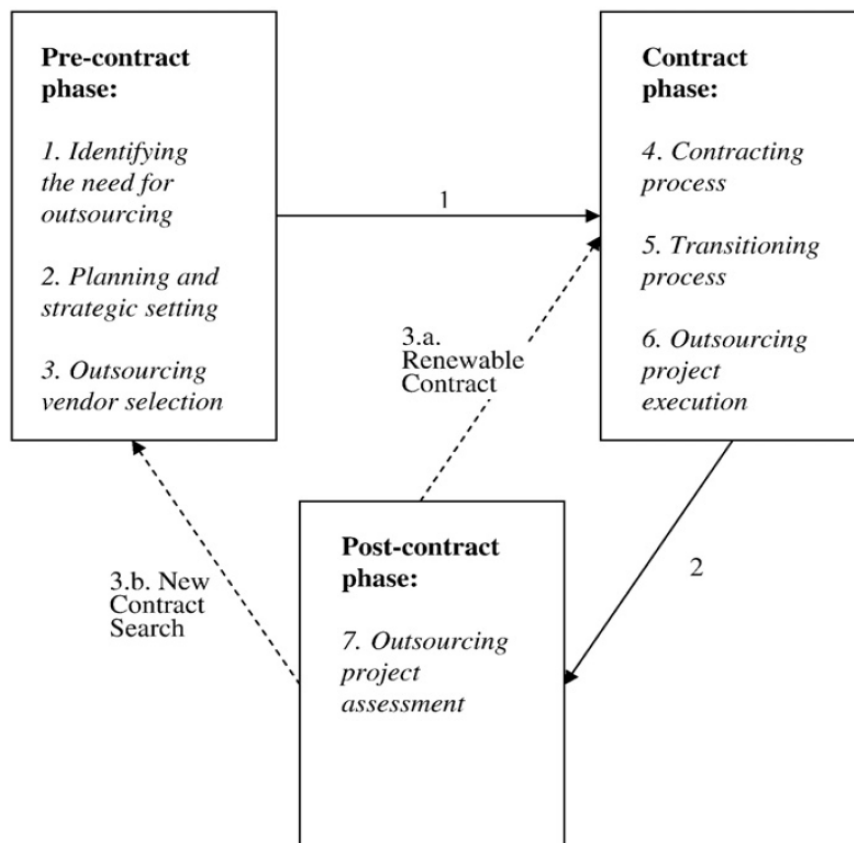 Pre-contract
phase:
1. Identifying
the need for
outsourcing
2. Planning and
strategic setting
3. Outsourcing
vendor selection
1
Contract
phase:
4. Contracting
process
5. Transitioning
process
6. Outsourcing
project
execution
3.a.
Renewable
Contract
2
3.b. New
Contract
Search
Post-contract
phase:
7. Outsourcing
project
assessment